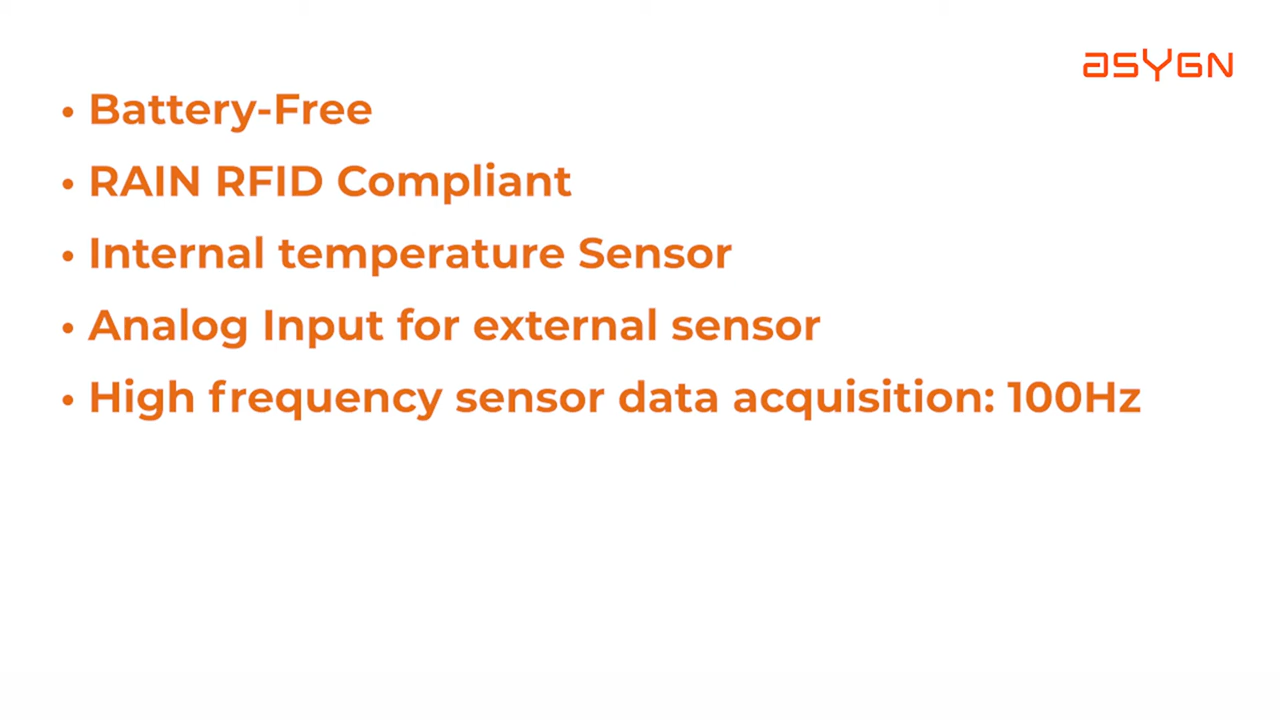 asygn
• Battery-Free
• RAIN RFID Compliant
• Internal temperature Sensor
• Analog Input for external sensor
• High frequency sensor data acquisition: 100Hz